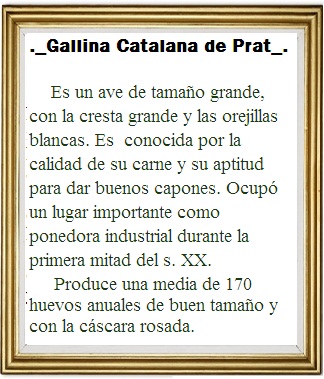 ._Gallina Catalana de Prat_.
Es un ave de tamaño grande,
con la cresta grande y las orejillas
blancas. Es conocida por la
calidad de su carne y su aptitud
para dar buenos capones. Ocupó
un lugar importante como
ponedora industrial durante la
primera mitad del s. XX.
Produce una media de 170
huevos anuales de buen tamaño y
con la cáscara rosada.